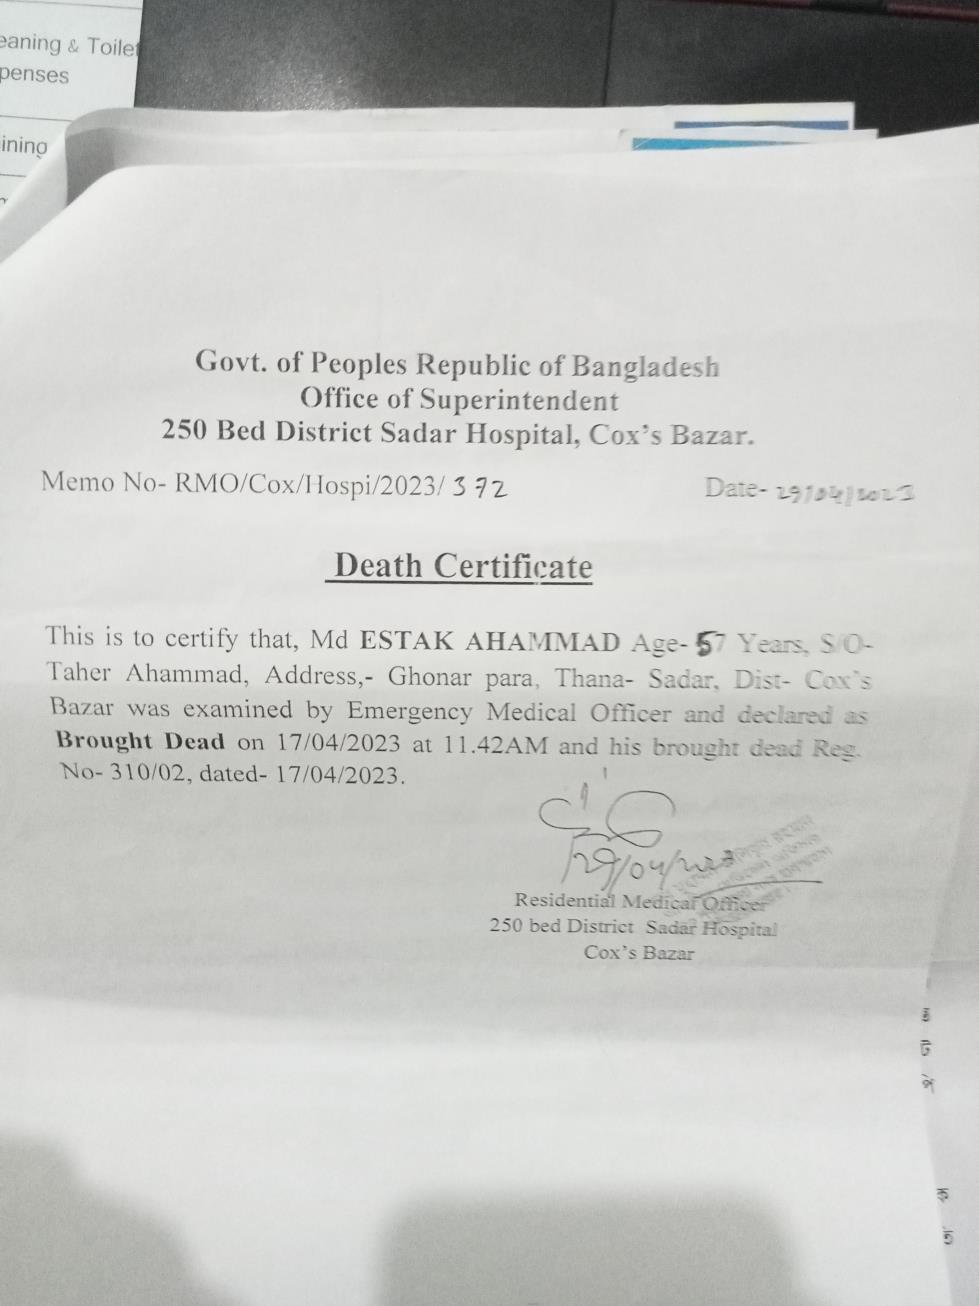 eaning & Toilet
penses
ining
Govt. of Peoples Republic of Bangladesh
Office of Superintendent
250 Bed District Sadar Hospital, Cox's Bazar.
Memo No- RMO/Cox/Hospi/2023/ 372
Date- 29/04/2023
Death Certificate
This is to certify that, Md ESTAK AHAMMAD Age- 57 Years, S/O-
Taher Ahammad, Address,- Ghonar para, Thana- Sadar, Dist- Cox's
Bazar was examined by Emergency Medical Officer and declared as
Brought Dead on 17/04/2023 at 11.42AM and his brought dead Reg.
No- 310/02, dated- 17/04/2023.
29/04/2023
Residential Medical Officer
250 bed District Sadar Hospital
Cox's Bazar